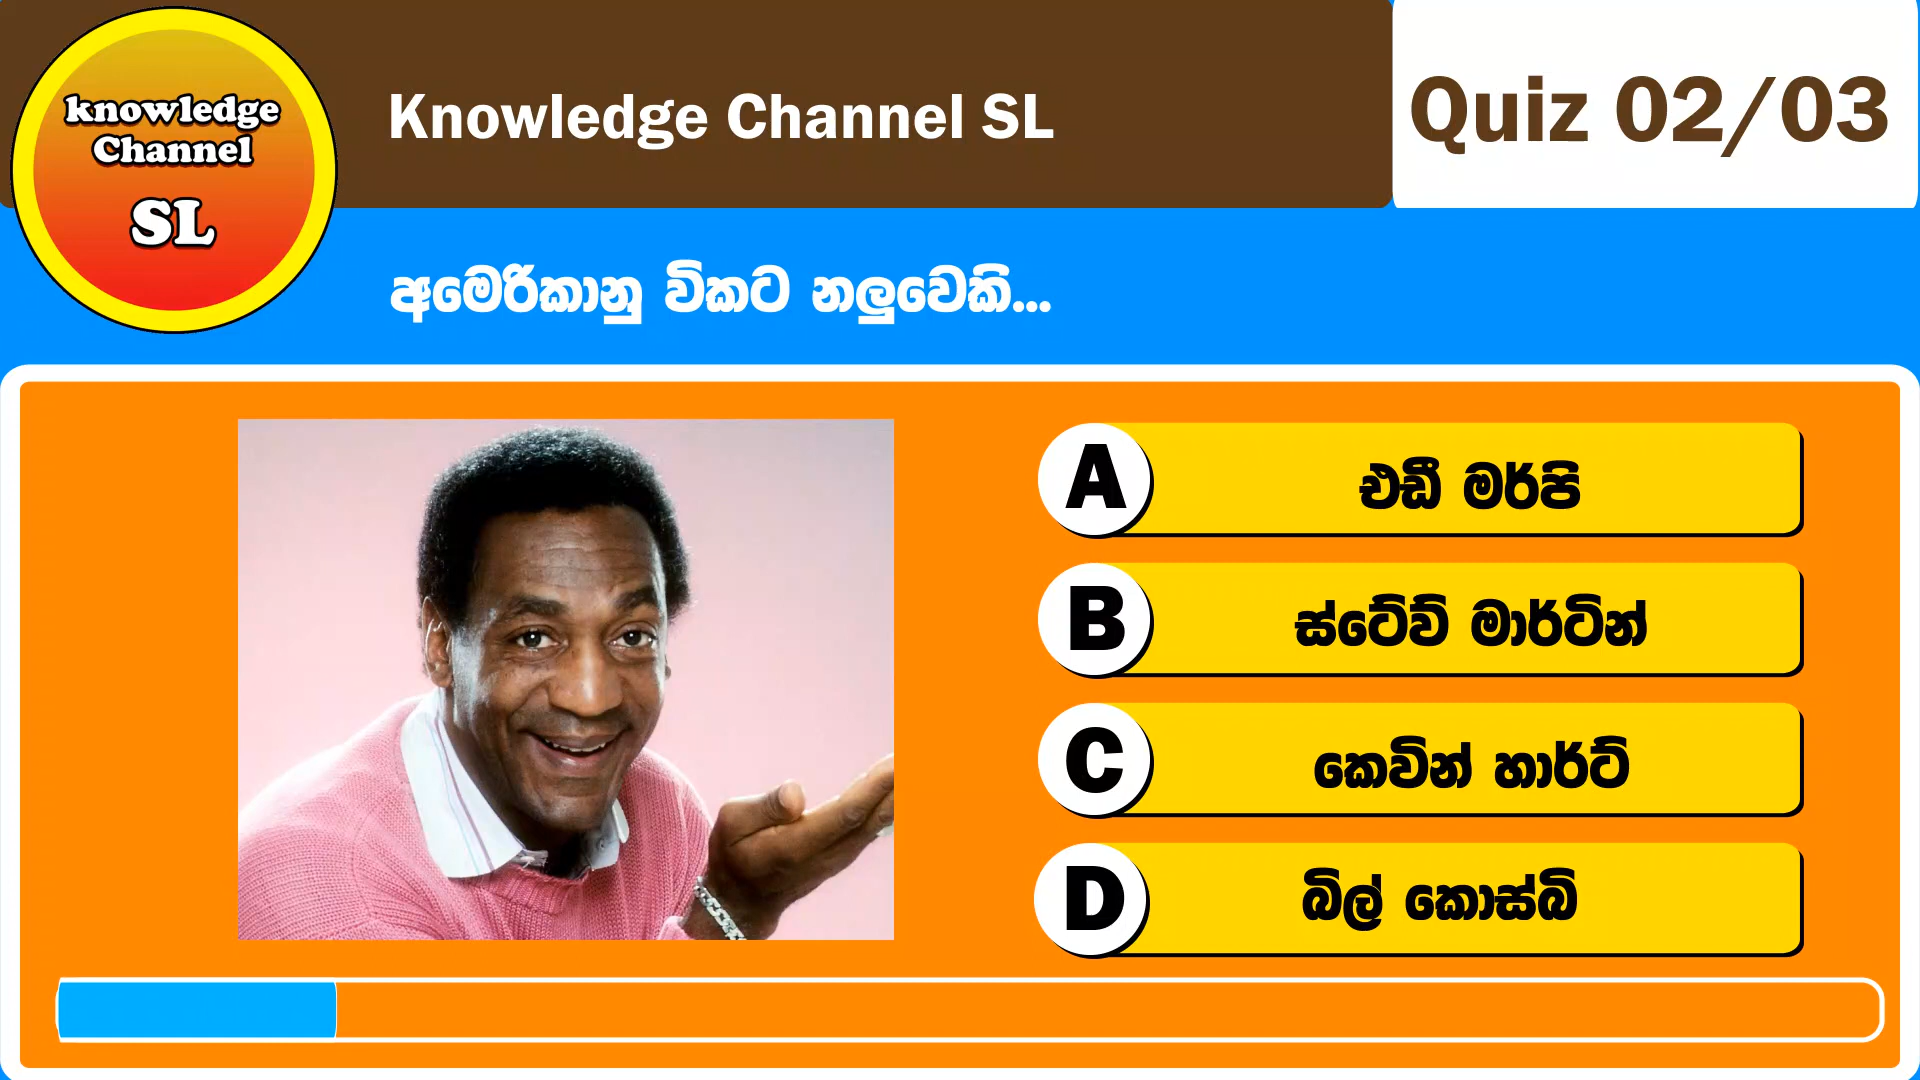 knowledge
Channel
SL
Knowledge Channel SL
Quiz 02/03
අමෙරිකානු විකට නලුවෙකි...
A
එඩී මර්පි
B
ස්ටේව් මාර්ටින්
C
කෙවින් හාර්ට්
D
බිල් කොස්බි